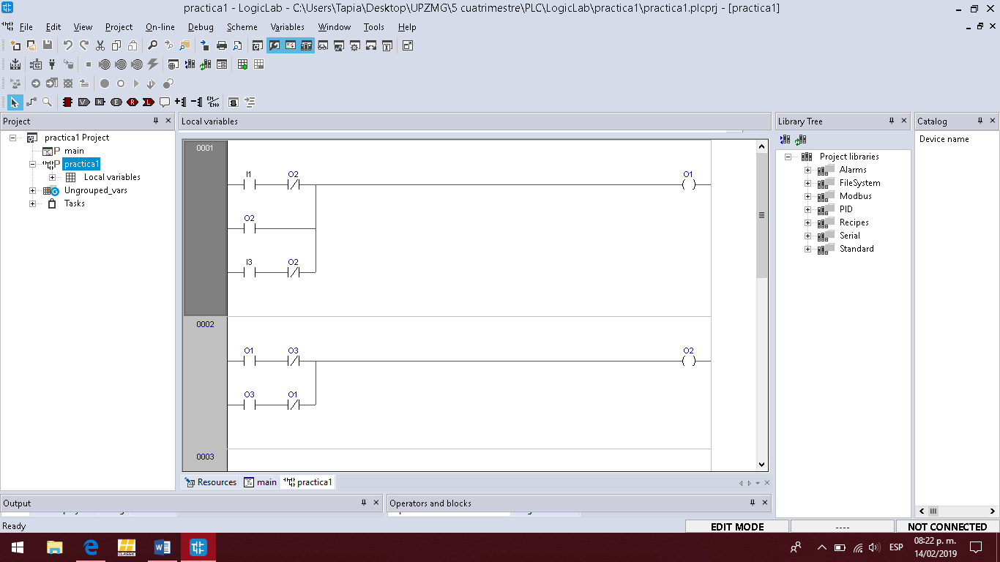 practica1 - LogicLab - C:\Users\Tapia\Desktop\UPZMG\5 cuatrimestre\PLC\LogicLab\practica1\practica1.plcprj - [practica1]
File Edit View Project On-line Debug Scheme Variables Window Tools Help
Project
Local variables
Library Tree
Catalog
practica1 Project
main
practica1
Local variables
Ungrouped_vars
Tasks
0001
I1 O2 O1
O2
I3 O2
0002
O1 O3 O2
O3 O1
0003
Project libraries
Alarms
FileSystem
Modbus
PID
Recipes
Serial
Standard
Device name
Resources main practica1
Output
Operators and blocks
Ready
EDIT MODE
----
NOT CONNECTED
ESP
08:22 p. m.
14/02/2019